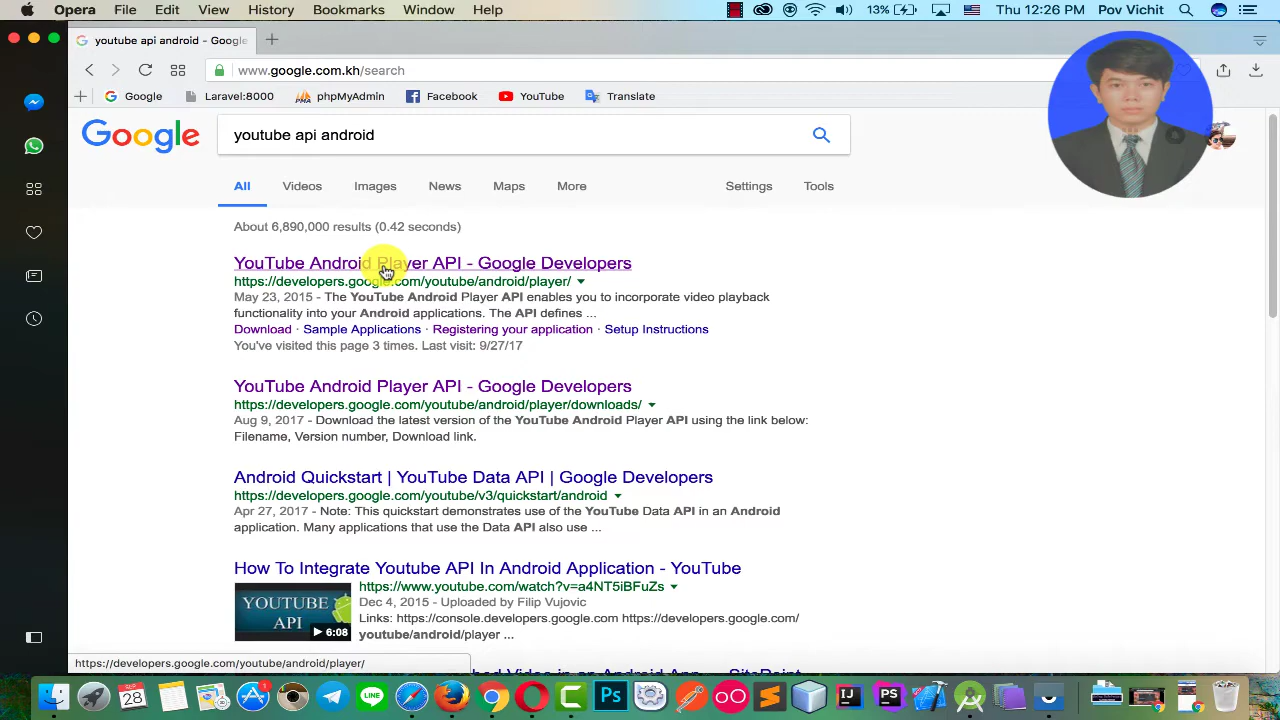 Opera File Edit View History Bookmarks Window Help 13% Thu 12:26 PM Pov Vichit
youtube api android - Google
www.google.com.kh/search
Google Laravel:8000 phpMyAdmin Facebook YouTube Translate
Google youtube api android
All Videos Images News Maps More Settings Tools
About 6,890,000 results (0.42 seconds)
YouTube Android Player API - Google Developers
https://developers.google.com/youtube/android/player/
May 23, 2015 - The YouTube Android Player API enables you to incorporate video playback
functionality into your Android applications. The API defines ...
Download · Sample Applications · Registering your application · Setup Instructions
You've visited this page 3 times. Last visit: 9/27/17
YouTube Android Player API - Google Developers
https://developers.google.com/youtube/android/player/downloads/
Aug 9, 2017 - Download the latest version of the YouTube Android Player API using the link below:
Filename, Version number, Download link.
Android Quickstart | YouTube Data API | Google Developers
https://developers.google.com/youtube/v3/quickstart/android
Apr 27, 2017 - Note: This quickstart demonstrates use of the YouTube Data API in an Android
application. Many applications that use the Data API also use ...
How To Integrate Youtube API In Android Application - YouTube
https://www.youtube.com/watch?v=a4NT5iBFuZs
Dec 4, 2015 - Uploaded by Filip Vujovic
Links: https://console.developers.google.com https://developers.google.com/
youtube/android/player ...
YOUTUBE
API
6:08
https://developers.google.com/youtube/android/player/
28 LINE 1 Ps IJ PS